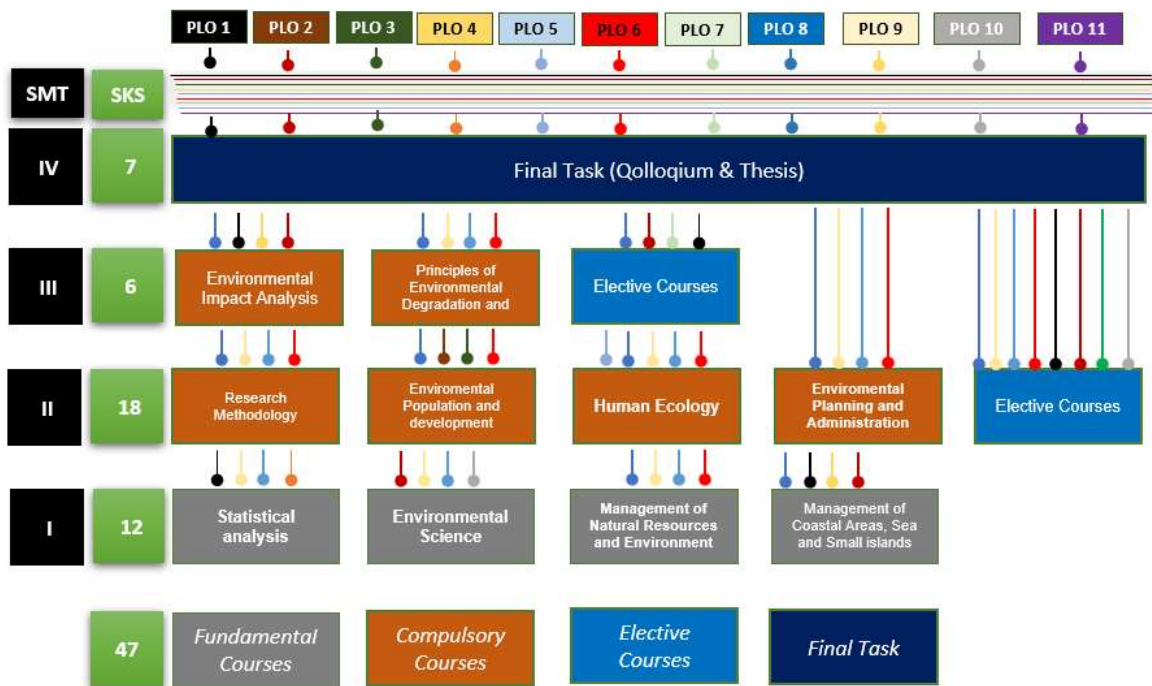 PLO 1 PLO 2 PLO 3 PLO 4 PLO 5 PLO 6 PLO 7 PLO 8 PLO 9 PLO 10 PLO 11
SMT SKS
IV 7 Final Task (Qolloqium & Thesis)
III 6
Environmental
Impact Analysis
Principles of
Environmental
Degradation and
Elective Courses
II 18
Research
Methodology
Enviromental
Population and
development
Human Ecology
Enviromental
Planning and
Administration
Elective Courses
I 12
Statistical
analysis
Environmental
Science
Management of
Natural Resources
and Environment
Management of
Coastal Areas, Sea
and Small islands
47
Fundamental
Courses
Compulsory
Courses
Elective
Courses
Final Task